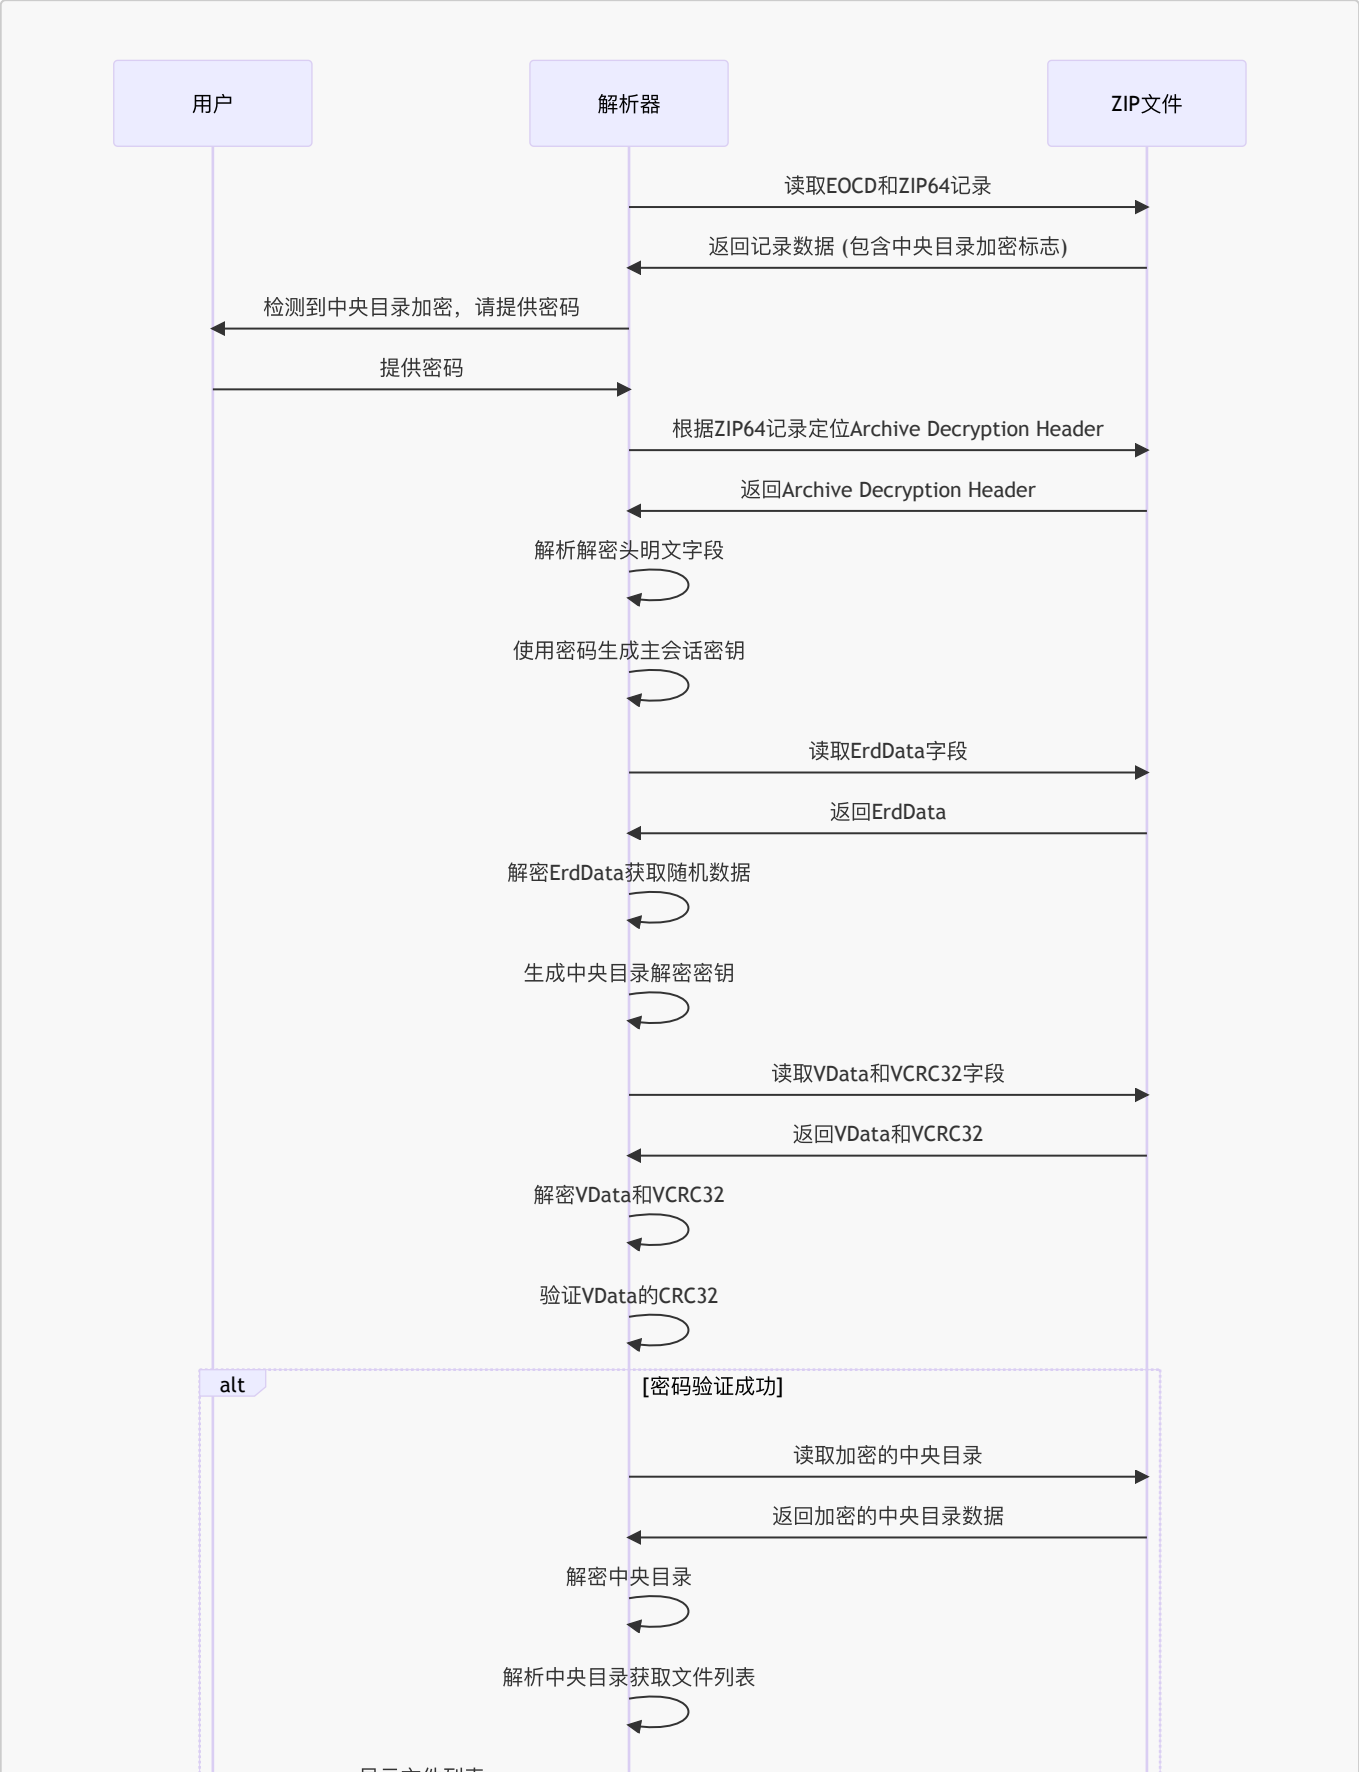 用户
解析器
ZIP文件
读取EOCD和ZIP64记录
返回记录数据 (包含中央目录加密标志)
检测到中央目录加密，请提供密码
提供密码
根据ZIP64记录定位Archive Decryption Header
返回Archive Decryption Header
解析解密头明文字段
使用密码生成主会话密钥
读取ErdData字段
返回ErdData
解密ErdData获取随机数据
生成中央目录解密密钥
读取VData和VCRC32字段
返回VData和VCRC32
解密VData和VCRC32
验证VData的CRC32
alt
[密码验证成功]
读取加密的中央目录
返回加密的中央目录数据
解密中央目录
解析中央目录获取文件列表